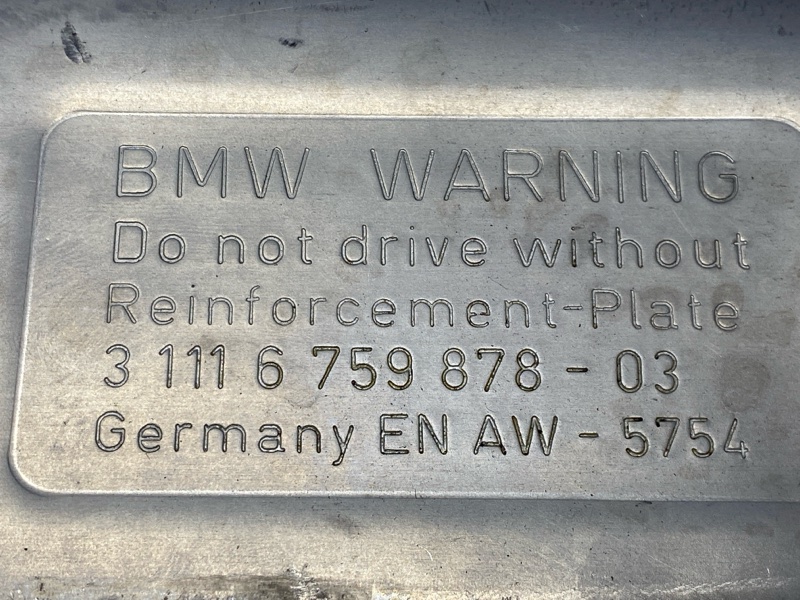 BMW WARNING
Do not drive without
Reinforcement-Plate
3 111 6 759 878 - 03
Germany EN AW - 5754